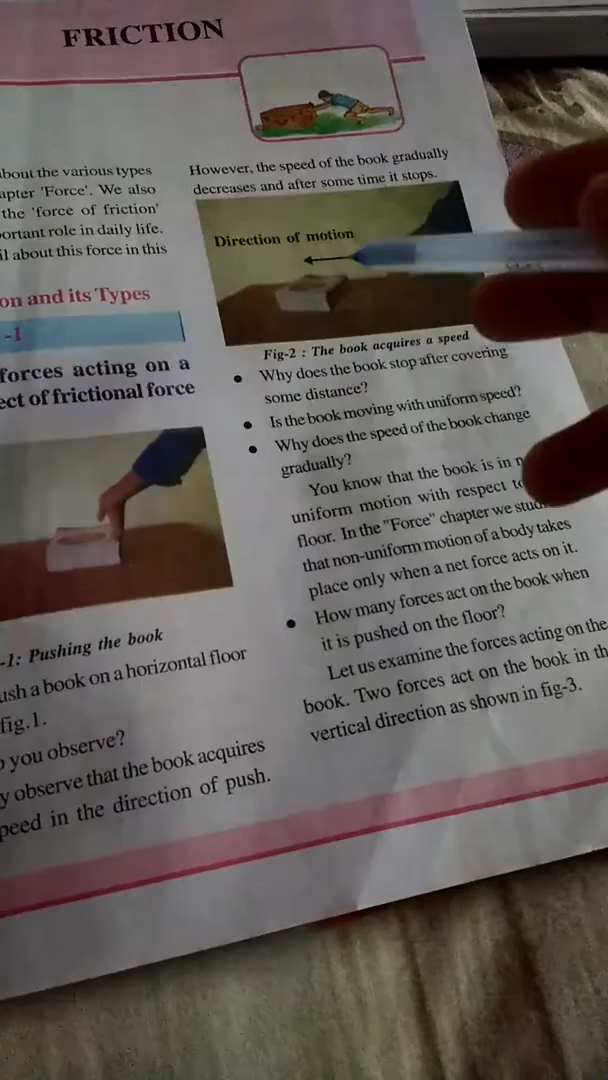 FRICTION
about the various types
apter 'Force'. We also
the 'force of friction'
portant role in daily life.
il about this force in this
on and its Types
-1
forces acting on a
ect of frictional force
-1: Pushing the book
ush a book on a horizontal floor
fig.1.
you observe?
y observe that the book acquires
peed in the direction of push.
However, the speed of the book gradually
decreases and after some time it stops.
Direction of motion
Fig-2 : The book acquires a speed
• Why does the book stop after covering
some distance?
• Is the book moving with uniform speed?
• Why does the speed of the book change
gradually?
You know that the book is in n
uniform motion with respect to
floor. In the "Force" chapter we stud
that non-uniform motion of a body takes
place only when a net force acts on it.
• How many forces act on the book when
it is pushed on the floor?
Let us examine the forces acting on the
book. Two forces act on the book in th
vertical direction as shown in fig-3.